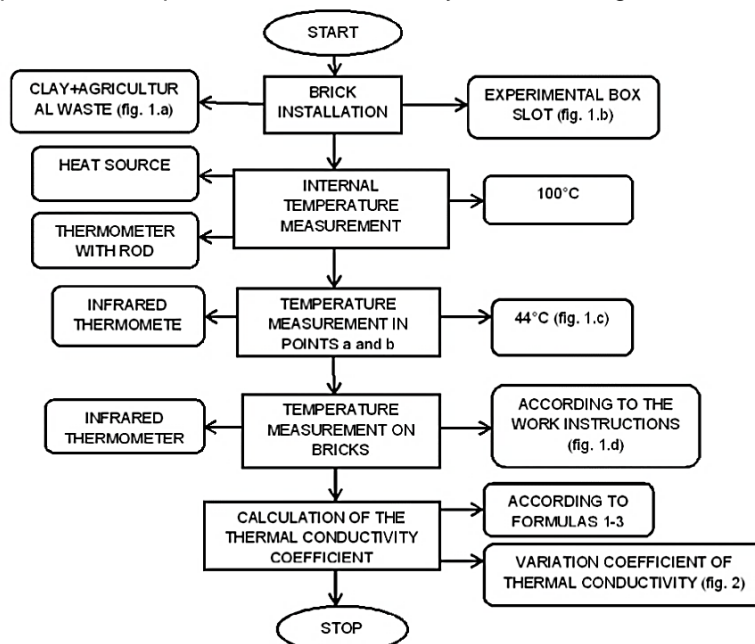 START
CLAY+AGRICULTUR
AL WASTE (fig. 1.a)
BRICK
INSTALLATION
EXPERIMENTAL BOX
SLOT (fig. 1.b)
HEAT SOURCE
THERMOMETER
WITH ROD
INTERNAL
TEMPERATURE
MEASUREMENT
100°C
INFRARED
THERMOMETE
TEMPERATURE
MEASUREMENT IN
POINTS a and b
44°C (fig. 1.c)
INFRARED
THERMOMETER
TEMPERATURE
MEASUREMENT ON
BRICKS
ACCORDING TO THE
WORK INSTRUCTIONS
(fig. 1.d)
CALCULATION OF THE
THERMAL CONDUCTIVITY
COEFFICIENT
ACCORDING TO
FORMULAS 1-3
VARIATION COEFFICIENT OF
THERMAL CONDUCTIVITY (fig. 2)
STOP